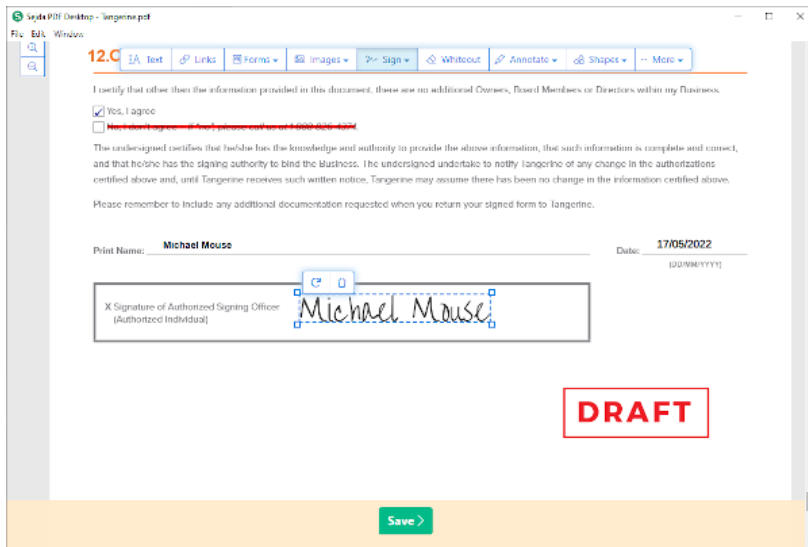 Sejda PDF Desktop - Tangerine.pdf
File Edit Window
12.C
Text Links Forms Images Sign Whiteout Annotate Shapes More
I certify that other then the information provided in this document, there are no additional Owners, Board Members or Directors within my Business.
Yes, I agree
No, I don't agree - if "no", please call us at
The undersigned certifies that he/she has the knowledge and authority to provide the above information, that such information is complete and correct,
and that he/she has the signing authority to bind the Business. The undersigned undertake to notify Tangerine of any change in the authorizations
certified above and, until Tangerine receives such written notice, Tangerine may assume there has been no change in the information certified above.
Please remember to include any additional documentation requested when you return your signed form to Tangerine.
Print Name: Michael Mouse Date: 17/05/2022
(DD/MM/YYYY)
X Signature of Authorized Signing Officer Michael Mouse
(Authorized Individual)
DRAFT
Save